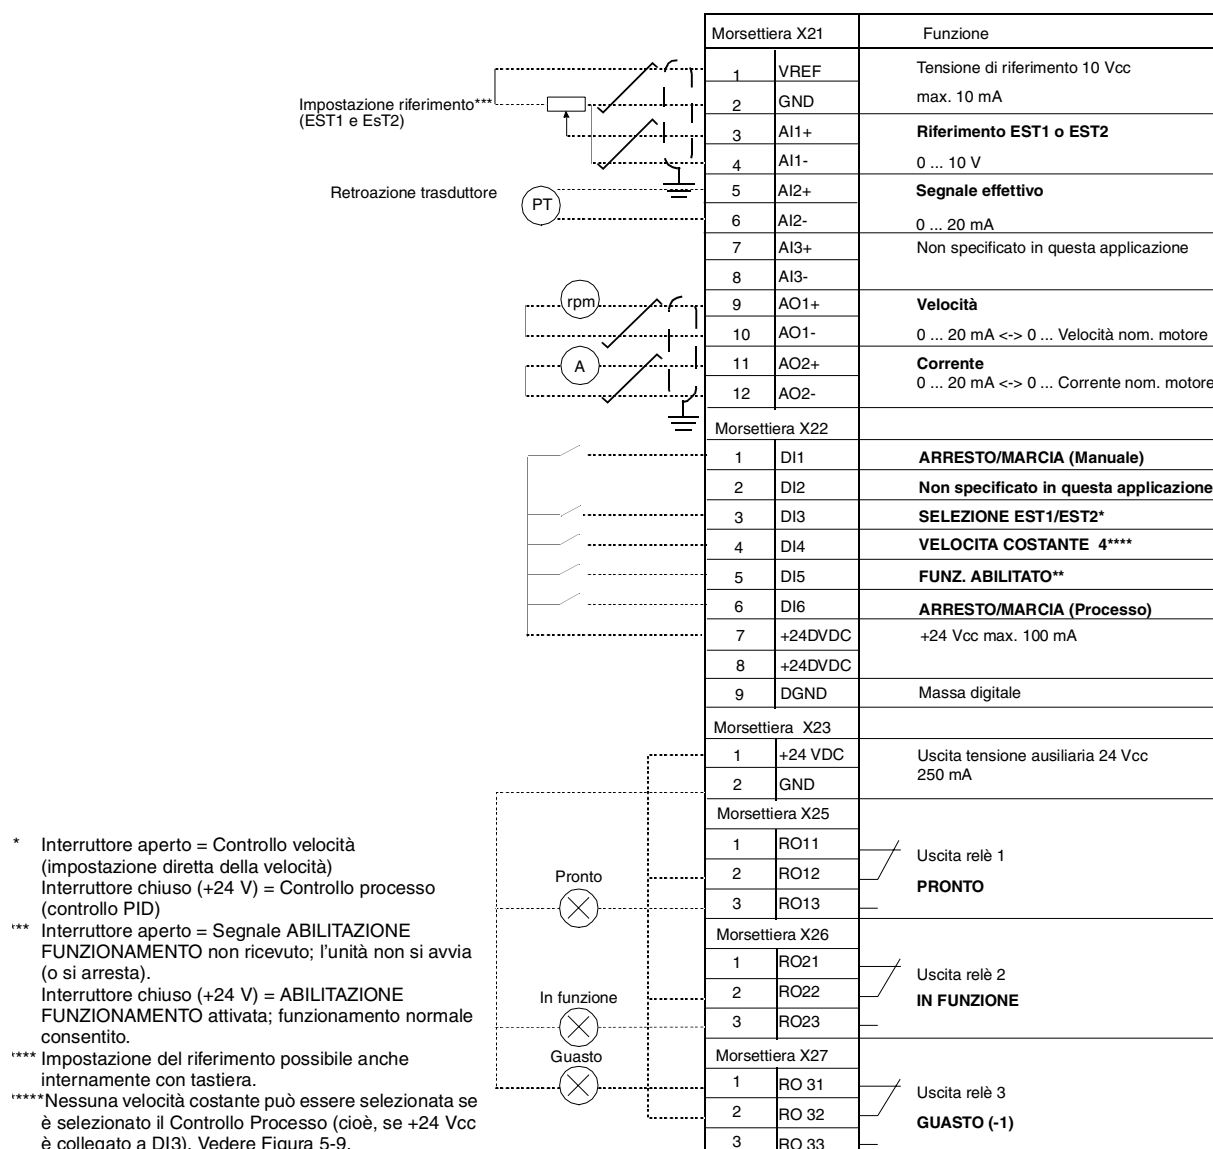 Morsettiera X21 Funzione
1 VREF Tensione di riferimento 10 Vcc
2 GND max. 10 mA
Impostazione riferimento***
(EST1 e EsT2)
3 AI1+ Riferimento EST1 o EST2
4 AI1- 0 ... 10 V
Retroazione trasduttore
PT
5 AI2+ Segnale effettivo
6 AI2- 0 ... 20 mA
7 AI3+ Non specificato in questa applicazione
8 AI3-
rpm
9 AO1+ Velocità
10 AO1- 0 ... 20 mA <-> 0 ... Velocità nom. motore
A
11 AO2+ Corrente
0 ... 20 mA <-> 0 ... Corrente nom. motore
12 AO2-
Morsettiera X22
1 DI1 ARRESTO/MARCIA (Manuale)
2 DI2 Non specificato in questa applicazione
3 DI3 SELEZIONE EST1/EST2*
4 DI4 VELOCITA COSTANTE 4****
5 DI5 FUNZ. ABILITATO**
6 DI6 ARRESTO/MARCIA (Processo)
7 +24DVDC +24 Vcc max. 100 mA
8 +24DVDC
9 DGND Massa digitale
Morsettiera X23
1 +24 VDC Uscita tensione ausiliaria 24 Vcc
250 mA
2 GND
Morsettiera X25
1 RO11 Uscita relè 1
2 RO12 PRONTO
3 RO13
Pronto
Morsettiera X26
1 RO21 Uscita relè 2
2 RO22 IN FUNZIONE
3 RO23
In funzione
Guasto
Morsettiera X27
1 RO 31 Uscita relè 3
2 RO 32 GUASTO (-1)
3 RO 33
* Interruttore aperto = Controllo velocità
(impostazione diretta della velocità)
Interruttore chiuso (+24 V) = Controllo processo
(controllo PID)
*** Interruttore aperto = Segnale ABILITAZIONE
FUNZIONAMENTO non ricevuto; l'unità non si avvia
(o si arresta).
Interruttore chiuso (+24 V) = ABILITAZIONE
FUNZIONAMENTO attivata; funzionamento normale
consentito.
**** Impostazione del riferimento possibile anche
internamente con tastiera.
*****Nessuna velocità costante può essere selezionata se
è selezionato il Controllo Processo (cioè, se +24 Vcc
è collegato a DI3). Vedere Figura 5-9.